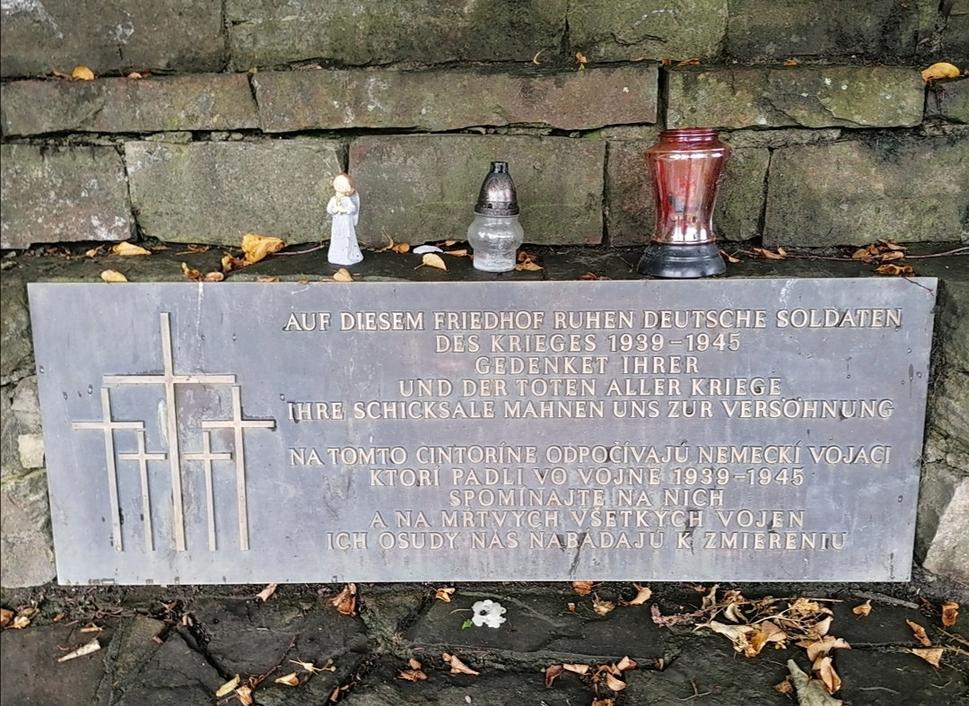 AUF DIESEM FRIEDHOF RUHEN DEUTSCHE SOLDATEN
DES KRIEGES 1939-1945
GEDENKET IHRER
UND DER TOTEN ALLER KRIEGE
IHRE SCHICKSALE MAHNEN UNS ZUR VERSÖHNUNG
NA TOMTO CINTORÍNE ODPOČÍVAJÚ NEMECKÍ VOJACI
KTORÍ PADLI VO VOJNE 1939-1945
SPOMÍNAJTE NA NICH
A NA MŔTVYCH VŠETKÝCH VOJEN
ICH OSUDY NÁS NABÁDAJÚ K ZMIERENIU